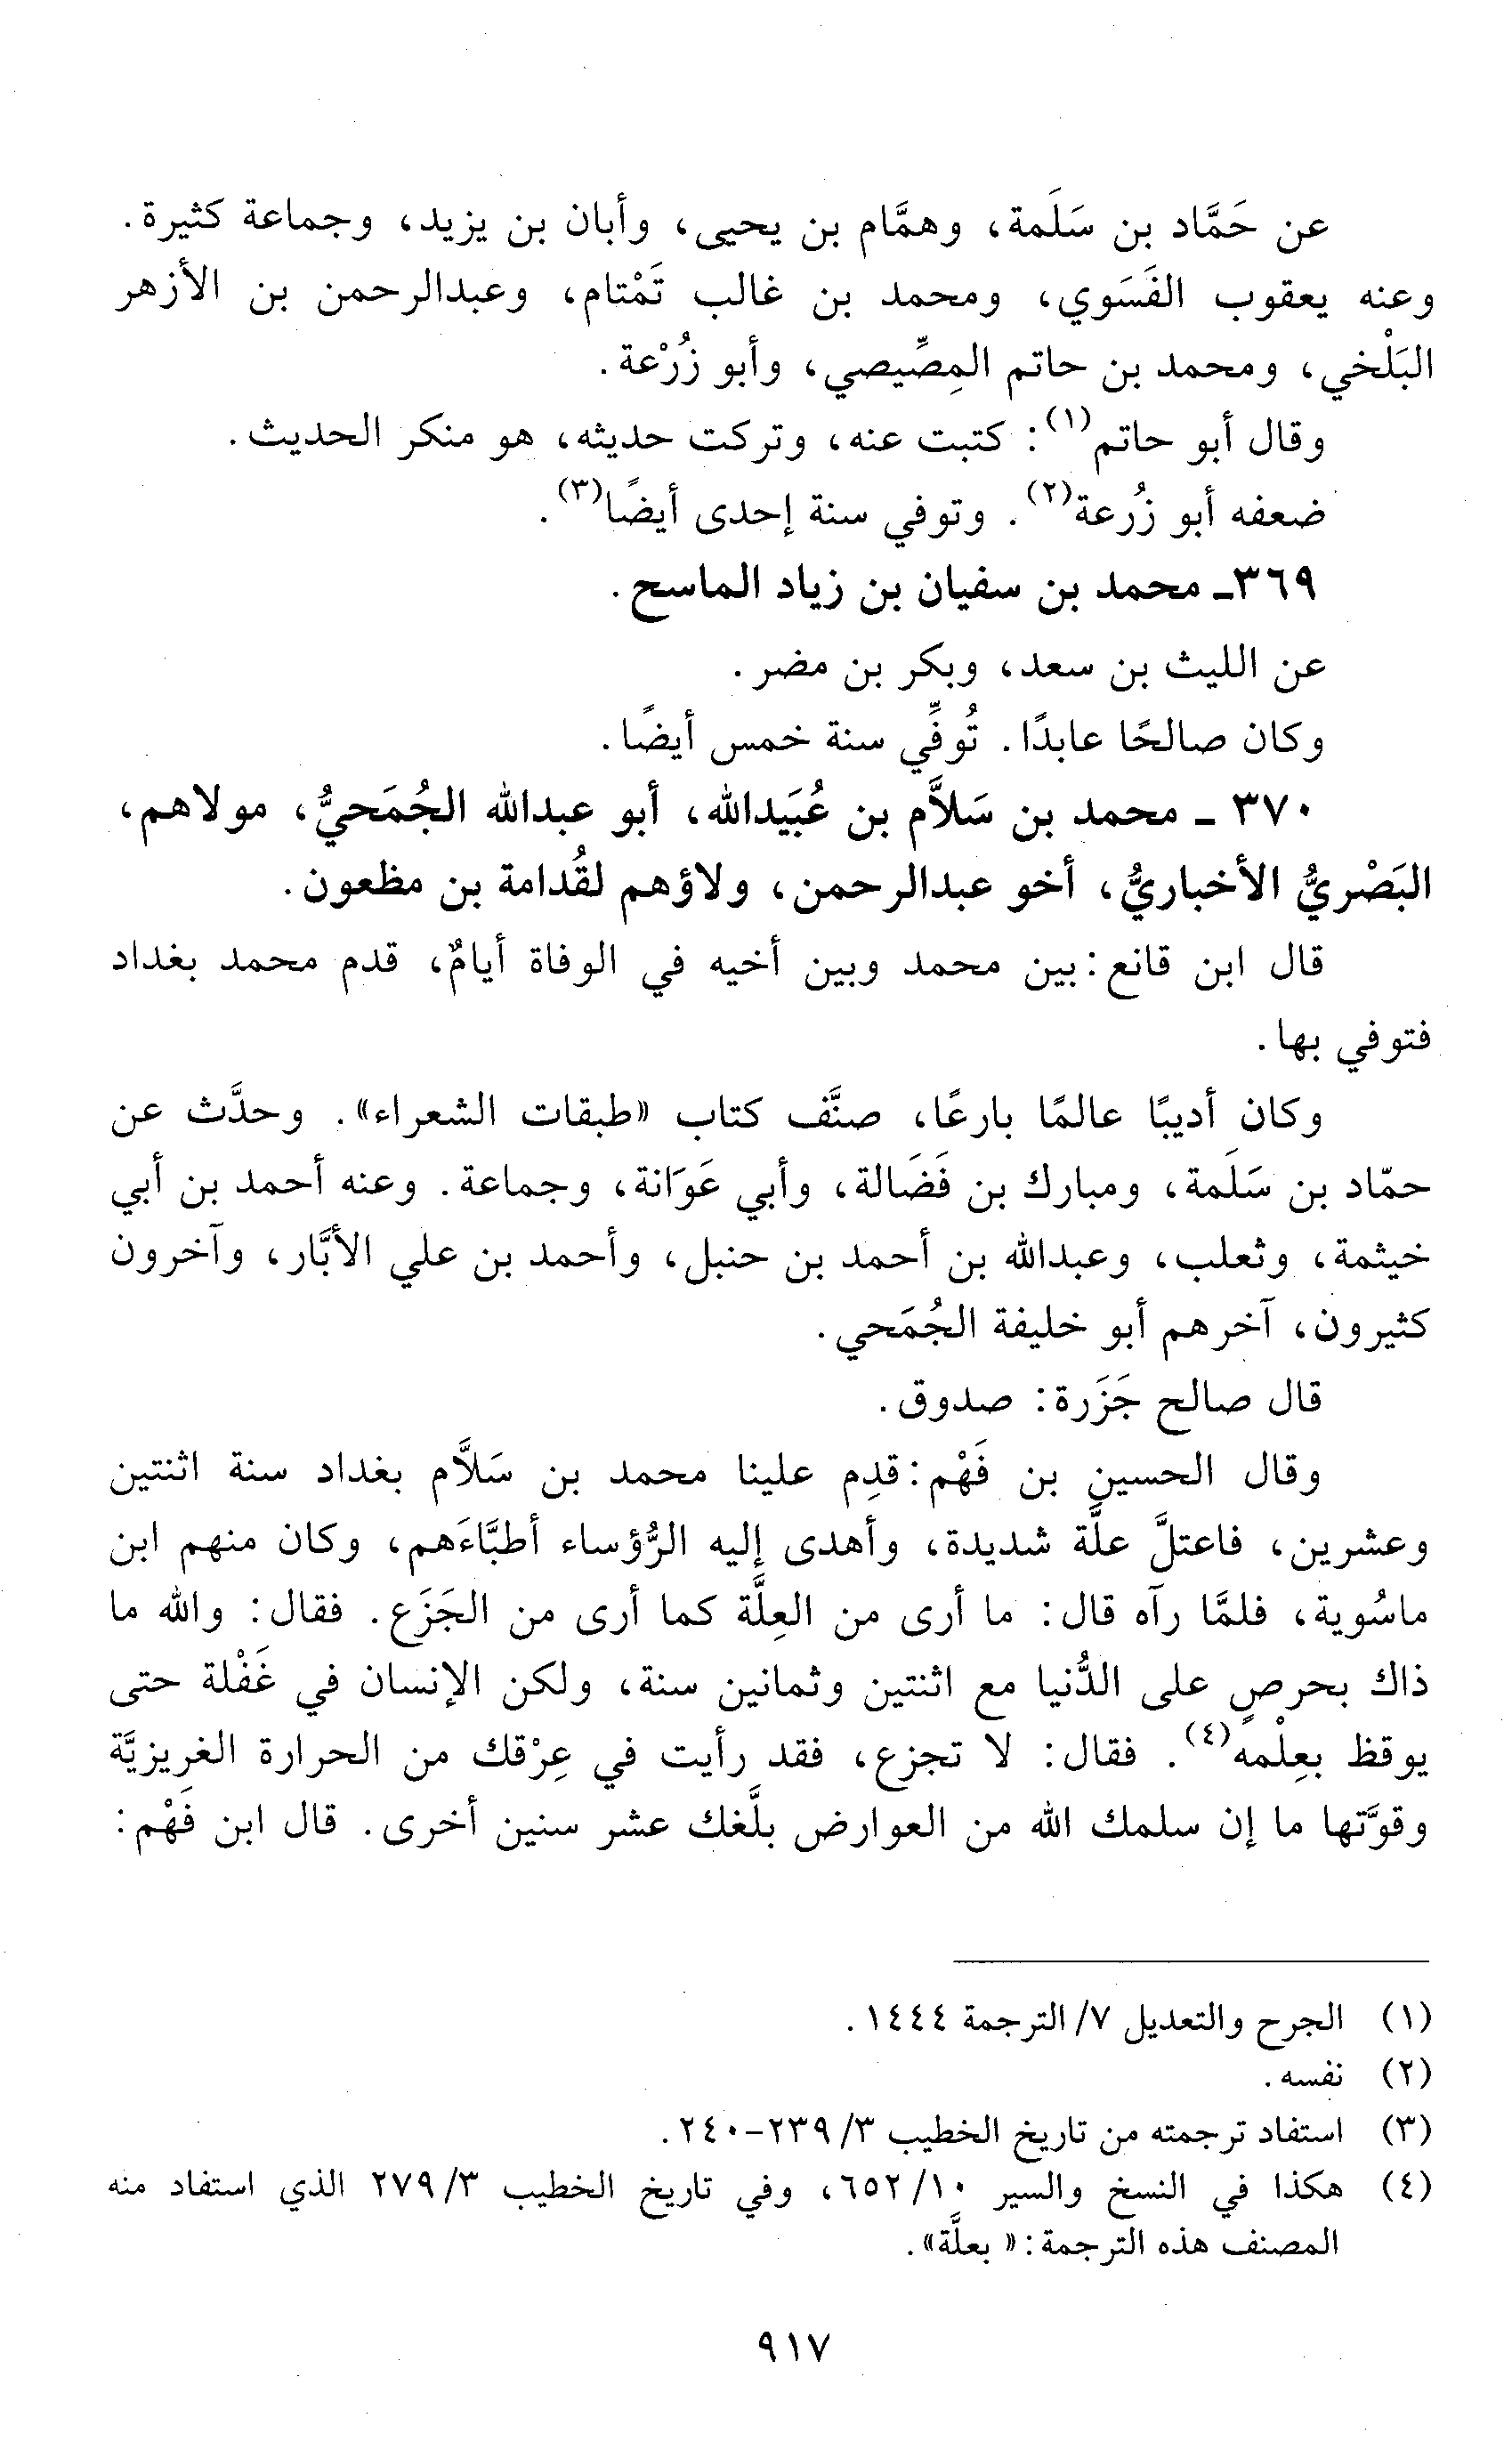 عن حَمَّاد بن سَلَمة، وهمَّام بن يحيى، وأبان بن يزيد، وجماعة كثيرة.
وعنه يعقوب الفَسَوي، ومحمد بن غالب تَمْتام، وعبدالرحمن بن الأزهر
البَلْخي، ومحمد بن حاتم المِصِّيصي، وأبو زُرْعة.
وقال أبو حاتم(١): كتبت عنه، وتركت حديثه، هو منكر الحديث.
ضعفه أبو زُرعة(٢). وتوفي سنة إحدى أيضًا(٣).
٣٦٩ـ محمد بن سفيان بن زياد الماسح.
عن الليث بن سعد، وبكر بن مضر.
وكان صالحًا عابدًا. تُوفِّي سنة خمس أيضًا.
٣٧٠ ـ محمد بن سَلاَّم بن عُبَيدالله، أبو عبدالله الجُمَحيُّ، مولاهم،
البَصْريُّ الأخباريُّ، أخو عبدالرحمن، ولاؤهم لقُدامة بن مظعون.
قال ابن قانع: بين محمد وبين أخيه في الوفاة أيامٌ، قدم محمد بغداد
فتوفي بها.
وكان أديبًا عالمًا بارعًا، صنَّف كتاب «طبقات الشعراء». وحدَّث عن
حمّاد بن سَلَمة، ومبارك بن فَضَالة، وأبي عَوَانة، وجماعة. وعنه أحمد بن أبي
خيثمة، وثعلب، وعبدالله بن أحمد بن حنبل، وأحمد بن علي الأبَّار، وآخرون
كثيرون، آخرهم أبو خليفة الجُمَحي.
قال صالح جَزَرة: صدوق.
وقال الحسين بن فَهْم: قدِم علينا محمد بن سَلاَّم بغداد سنة اثنتين
وعشرين، فاعتلَّ علَّة شديدة، وأهدى إليه الرُّؤساء أطبَّاءَهم، وكان منهم ابن
ماسُوية، فلمَّا رآه قال: ما أرى من العِلَّة كما أرى من الجَزَع. فقال: والله ما
ذاك بحرصٍ على الدُّنيا مع اثنتين وثمانين سنة، ولكن الإنسان في غَفْلة حتى
يوقظ بعِلْمه(٤). فقال: لا تجزع، فقد رأيت في عِرْقك من الحرارة الغريزيَّة
وقوَّتها ما إن سلمك الله من العوارض بلَّغك عشر سنين أخرى. قال ابن فَهْم:
(١) الجرح والتعديل ٧/ الترجمة ١٤٤٤.
(٢) نفسه.
(٣) استفاد ترجمته من تاريخ الخطيب ٣/ ٢٣٩-٢٤٠.
(٤) هكذا في النسخ والسير ١٠/ ٦٥٢، وفي تاريخ الخطيب ٣/ ٢٧٩ الذي استفاد منه
المصنف هذه الترجمة: « بعلَّة».
٩١٧